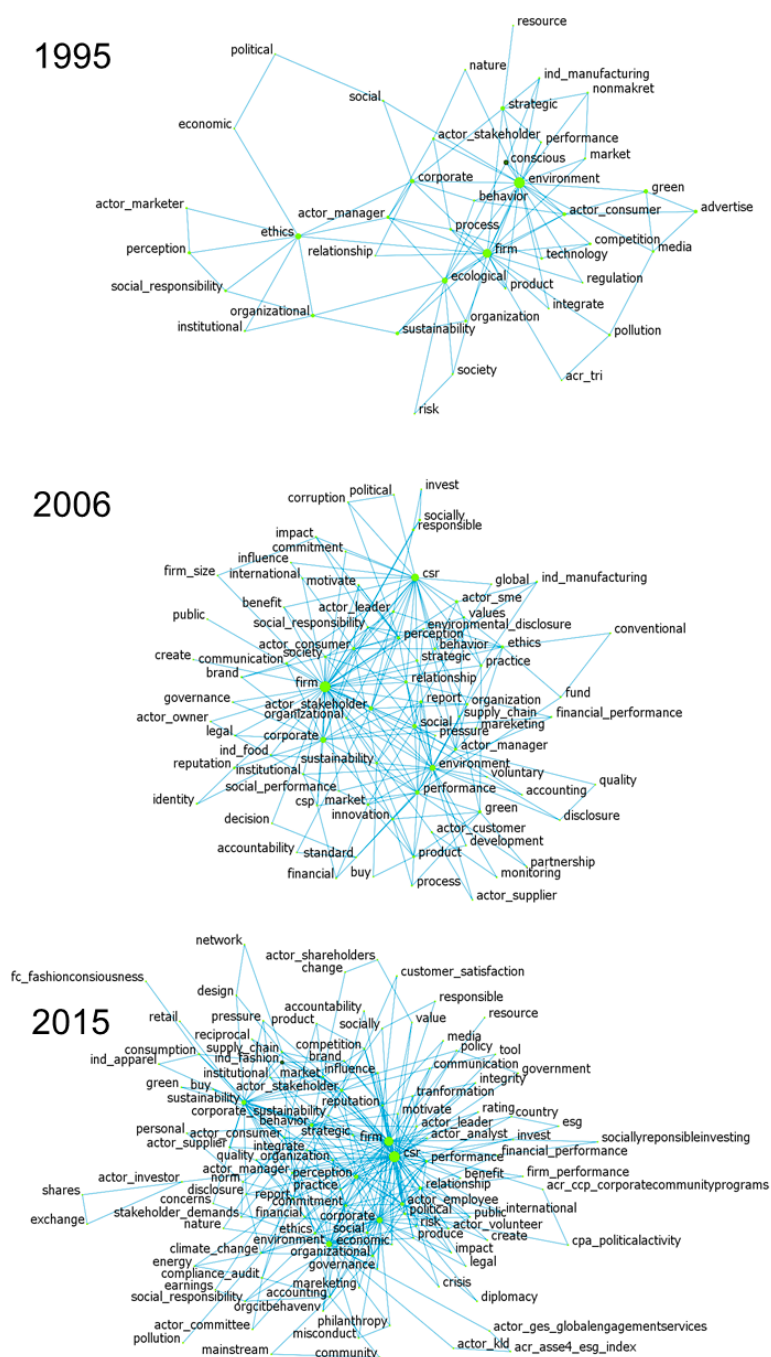 1995
resource
political
nature
ind_manufacturing
nonmakret
social
strategic
economic
actor_stakeholder
performance
conscious
market
corporate
environment
green
behavior
actor_marketer
actor_manager
actor_consumer
advertise
ethics
process
competition
perception
relationship
firm
technology
media
ecological
social_responsibility
product
regulation
integrate
organizational
organization
institutional
sustainability
pollution
society
acr_tri
risk
2006
invest
political
corruption
socially
responsible
impact
commitment
influence
csr
firm_size
international
motivate
global
ind_manufacturing
actor_sme
benefit
actor_leader
values
public
social_responsibility
environmental_disclosure
perception
conventional
actor_consumer
behavior
ethics
create
communication
society
strategic
practice
brand
firm
relationship
fund
governance
actor_stakeholder
report
organization
actor_owner
organizational
supply_chain
financial_performance
legal
corporate
social
mareketing
pressure
ind_food
actor_manager
reputation
institutional
sustainability
environment
voluntary
identity
social_performance
performance
accounting
quality
csp
market
decision
innovation
green
disclosure
actor_customer
accountability
standard
product
development
financial
buy
process
monitoring
partnership
actor_supplier
2015
network
actor_shareholders
change
customer_satisfaction
fc_fashionconsiousness
design
accountability
responsible
retail
pressure
product
socially
value
resource
reciprocal
media
consumption
supply_chain
competition
policy
tool
ind_apparel
ind_fashion
brand
communication
government
institutional
market
influence
integrity
green
buy
actor_stakeholder
tranformation
sustainability
reputation
motivate
rating
country
corporate_sustainability
behavior
strategic
actor_leader
esg
personal
actor_consumer
firm
actor_analyst
invest
sociallyreponsibleinvesting
actor_supplier
integrate
csr
financial_performance
quality
organization
performance
actor_manager
perception
benefit
firm_performance
actor_investor
norm
practice
relationship
acr_ccp_corporatecommunityprograms
shares
disclosure
report
commitment
actor_employee
concerns
political
public
international
exchange
stakeholder_demands
financial
corporate
risk
actor_volunteer
nature
ethics
social
produce
create
cpa_politicalactivity
climate_change
environment
economic
impact
energy
organizational
legal
compliance_audit
governance
earnings
mareketing
crisis
social_responsibility
accounting
diplomacy
orgcitbehavenv
actor_committee
philanthropy
actor_ges_globalengagementservices
pollution
misconduct
actor_kld
acr_asse4_esg_index
mainstream
community